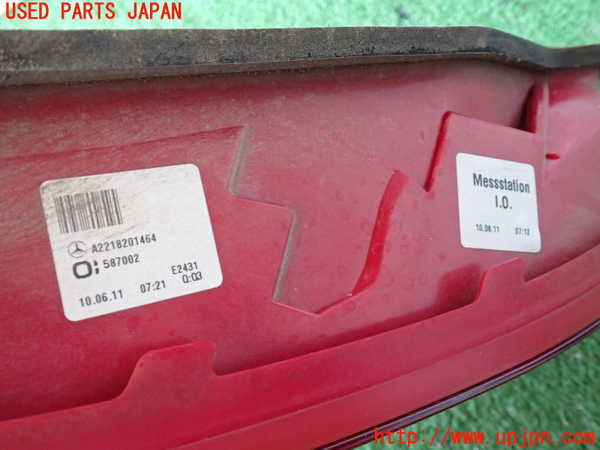 USED PARTS JAPAN
A2218201464
587002
E2431
10.06.11 07:21 0:03
Messstation
I.O.
10.06.11 07:12
http://www.upjpn.com/